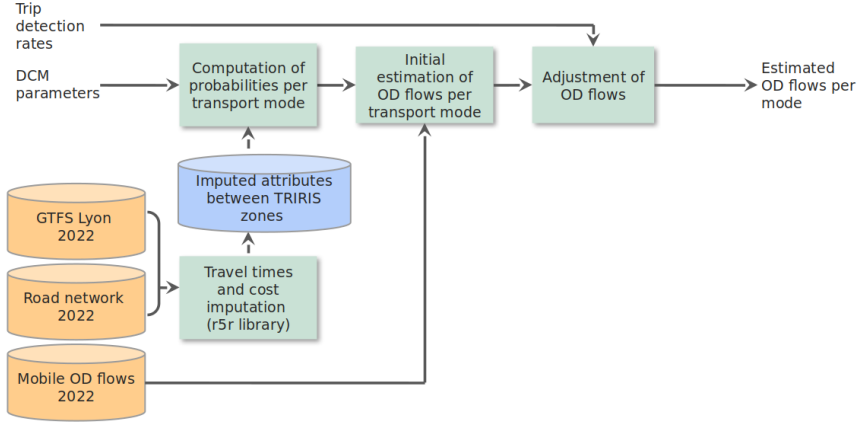 Trip
detection
rates
DCM
parameters
Computation of
probabilities per
transport mode
Initial
estimation of
OD flows per
transport mode
Adjustment of
OD flows
Estimated
OD flows per
mode
Imputed attributes
between TRIRIS
zones
GTFS Lyon
2022
Road network
2022
Travel times
and cost
imputation
(r5r library)
Mobile OD flows
2022